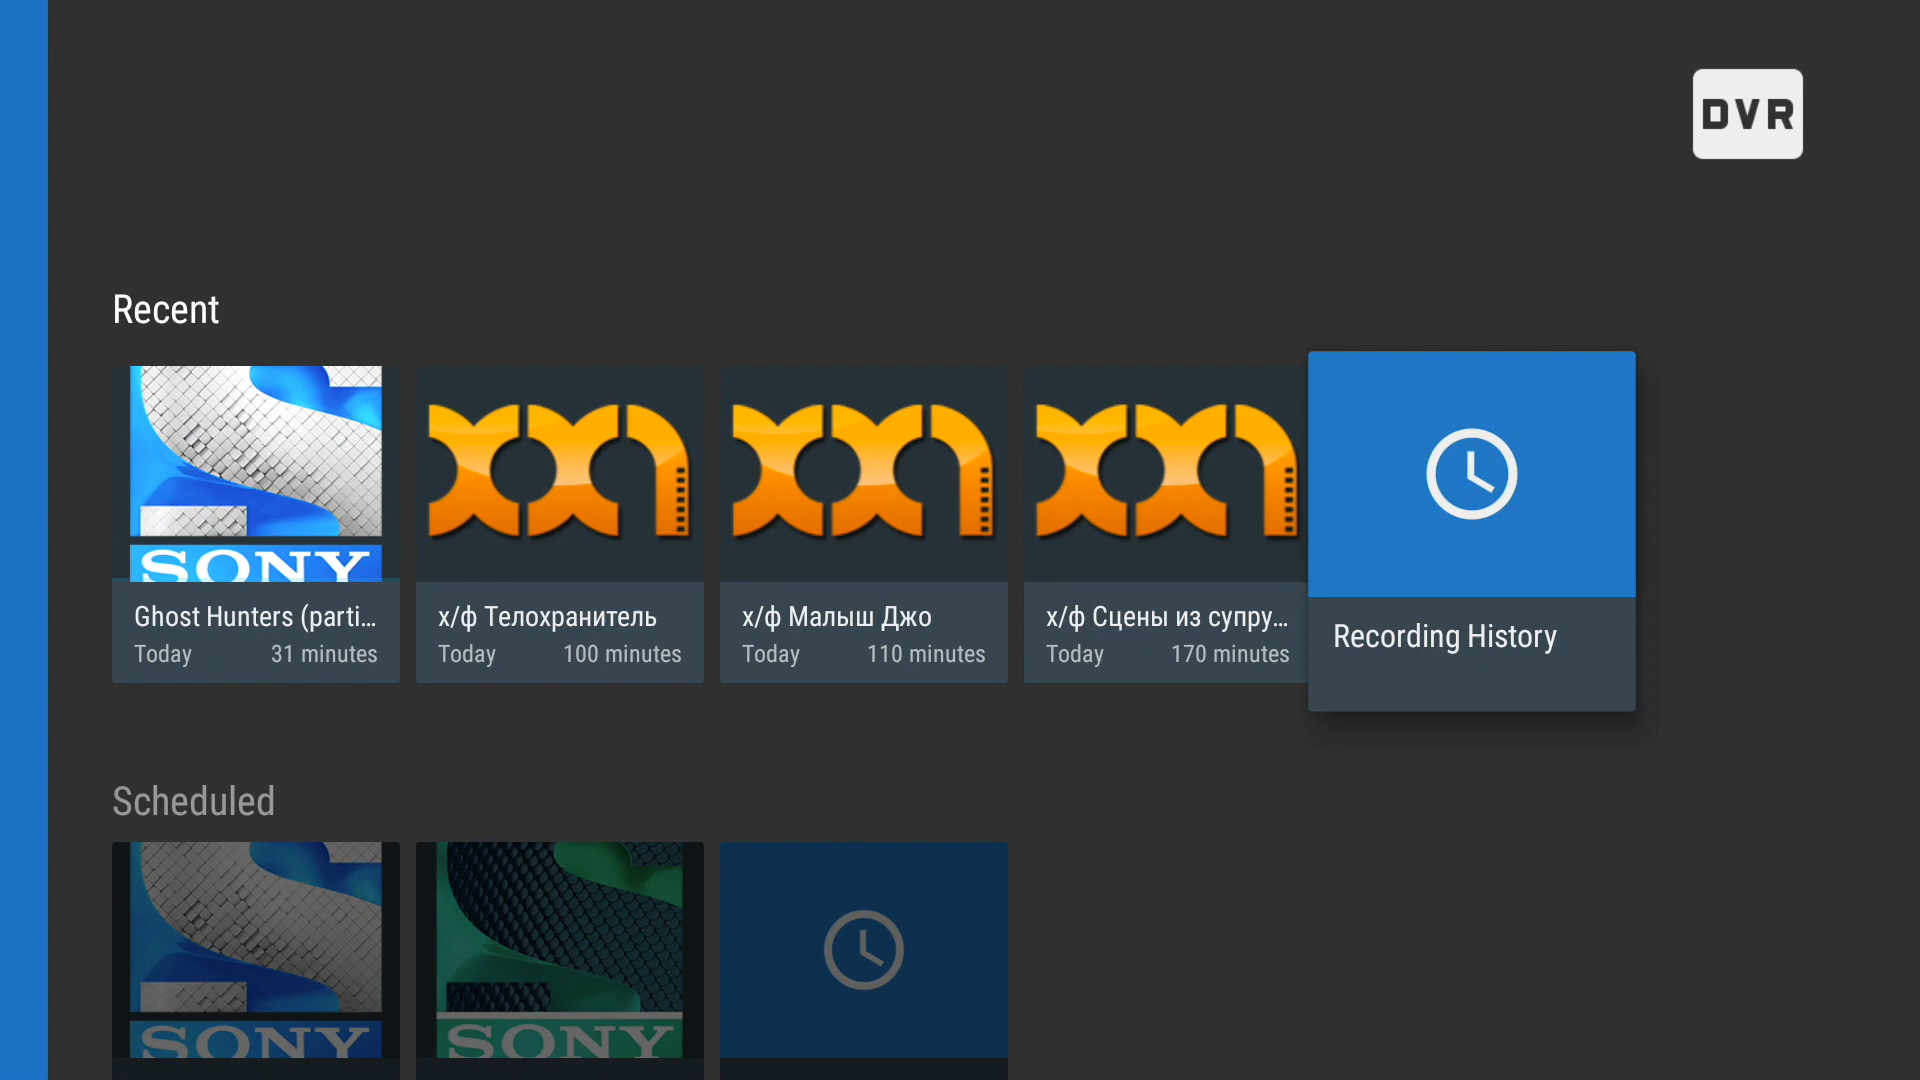 DVR
Recent
SONY
Ghost Hunters (parti...
Today 31 minutes
х/ф Телохранитель
Today 100 minutes
х/ф Малыш Джо
Today 110 minutes
х/ф Сцены из супру...
Today 170 minutes
Recording History
Scheduled
SONY
SONY